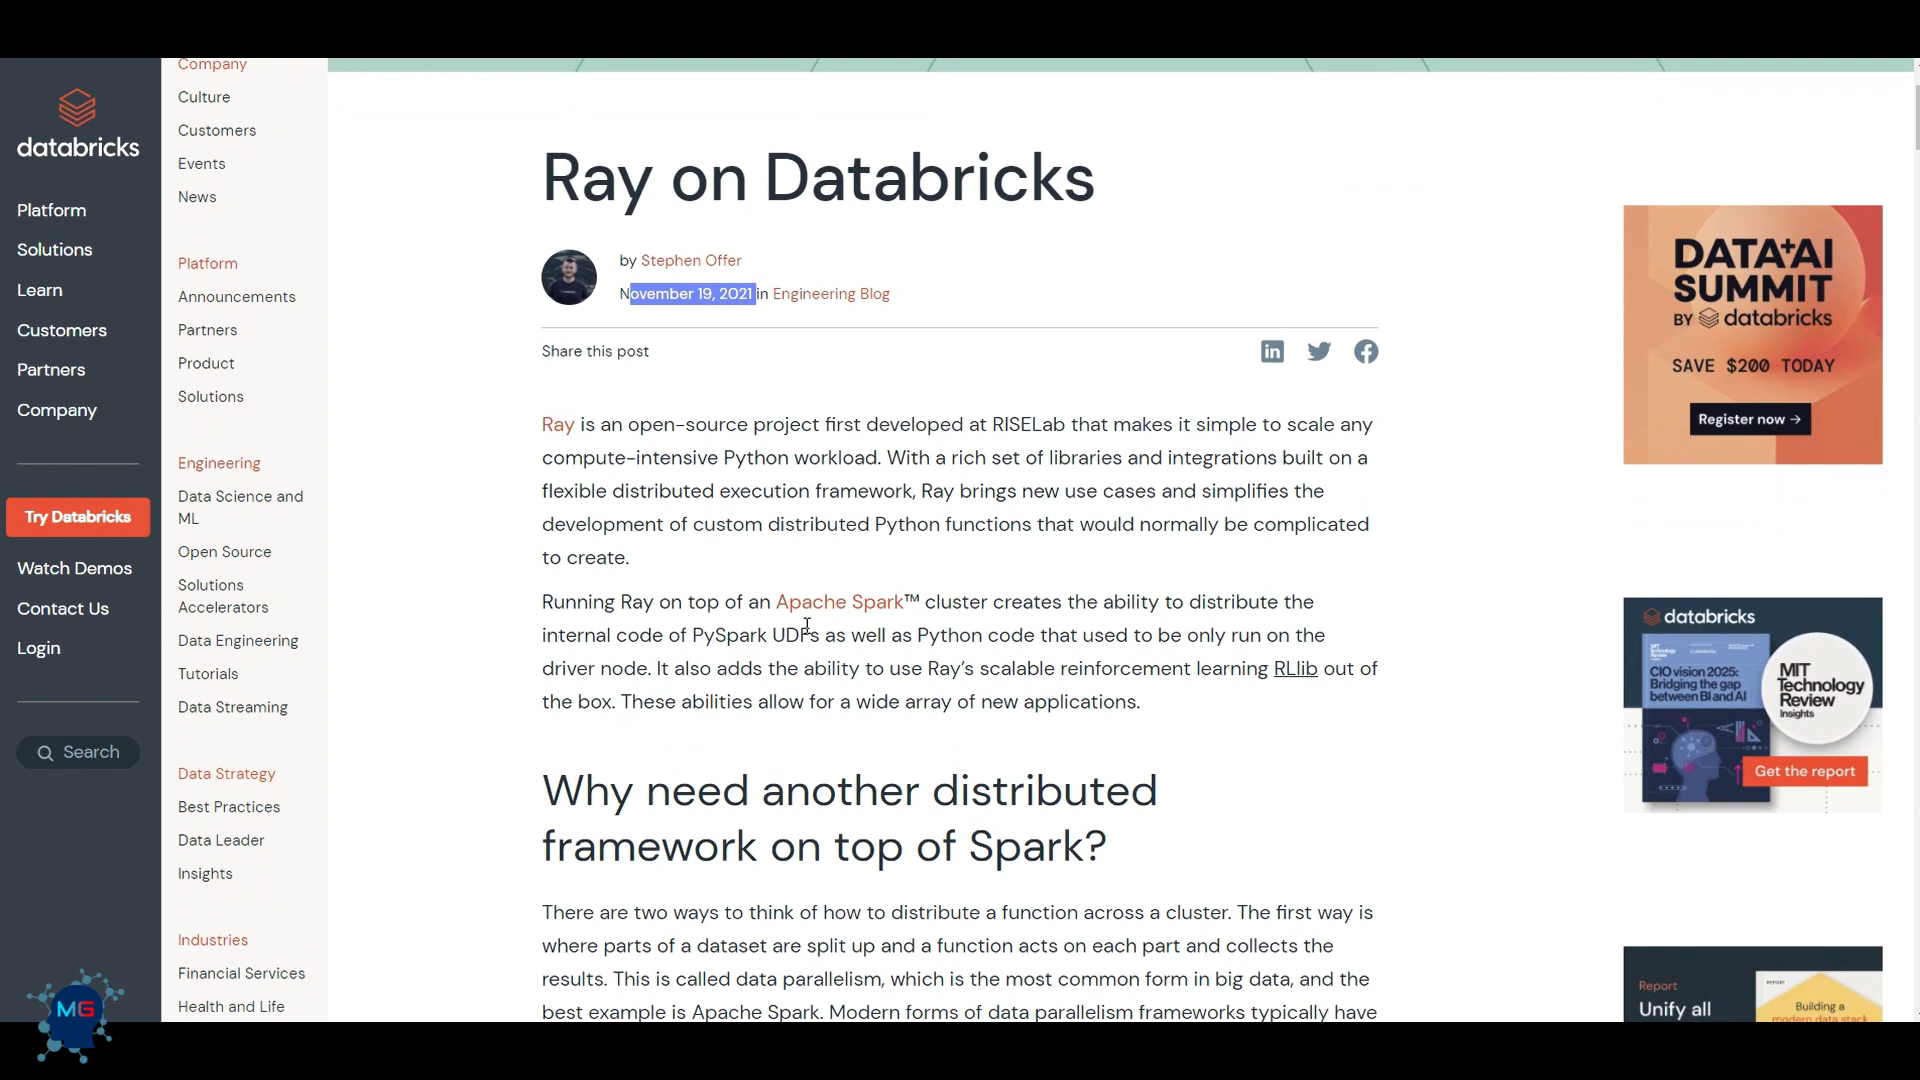 databricks
Platform
Solutions
Learn
Customers
Partners
Company
Try Databricks
Watch Demos
Contact Us
Login
Search
MG
Company
Culture
Customers
Events
News
Platform
Announcements
Partners
Product
Solutions
Engineering
Data Science and
ML
Open Source
Solutions
Accelerators
Data Engineering
Tutorials
Data Streaming
Data Strategy
Best Practices
Data Leader
Insights
Industries
Financial Services
Health and Life
Ray on Databricks
by Stephen Offer
November 19, 2021 in Engineering Blog
Share this post
Ray is an open-source project first developed at RISELab that makes it simple to scale any
compute-intensive Python workload. With a rich set of libraries and integrations built on a
flexible distributed execution framework, Ray brings new use cases and simplifies the
development of custom distributed Python functions that would normally be complicated
to create.
Running Ray on top of an Apache Spark™ cluster creates the ability to distribute the
internal code of PySpark UDFs as well as Python code that used to be only run on the
driver node. It also adds the ability to use Ray’s scalable reinforcement learning RLlib out of
the box. These abilities allow for a wide array of new applications.
Why need another distributed
framework on top of Spark?
There are two ways to think of how to distribute a function across a cluster. The first way is
where parts of a dataset are split up and a function acts on each part and collects the
results. This is called data parallelism, which is the most common form in big data, and the
best example is Apache Spark. Modern forms of data parallelism frameworks typically have
DATA+AI
SUMMIT
BY databricks
SAVE $200 TODAY
Register now →
databricks
CIO vision 2025:
Bridging the gap
between BI and AI
MIT
Technology
Review
Insights
Get the report
Report
Unify all
REPORT
Building a
modern data stack